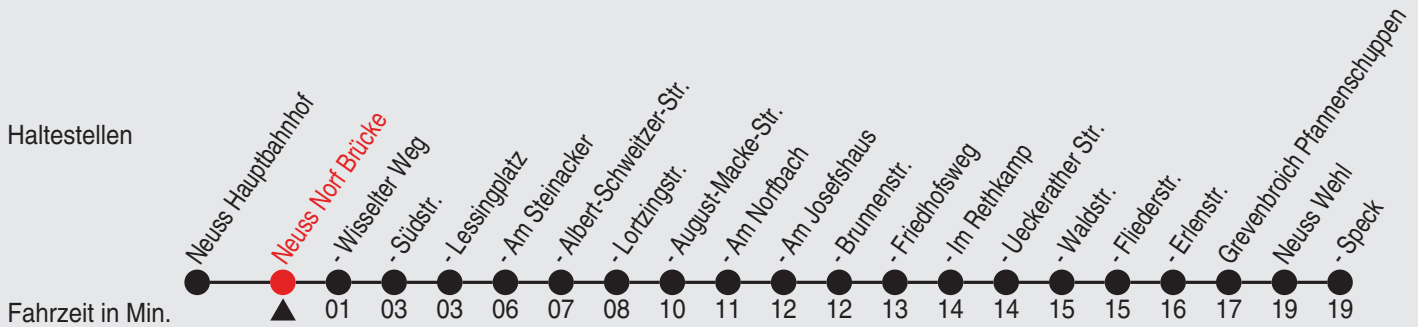 Haltestellen
Neuss Hauptbahnhof
Neuss Norf Brücke
- Wisselter Weg
- Südstr.
- Lessingplatz
- Am Steinacker
- Albert-Schweitzer-Str.
- Lortzingstr.
- August-Macke-Str.
- Am Norfbach
- Am Josefshaus
- Brunnenstr.
- Friedhofsweg
- Im Rethkamp
- Ueckerather Str.
- Waldstr.
- Fliederstr.
- Erlenstr.
Grevenbroich Pfannenschuppen
Neuss Wehl
- Speck
Fahrzeit in Min. 01 03 03 06 07 08 10 11 12 12 13 14 14 15 15 16 17 19 19